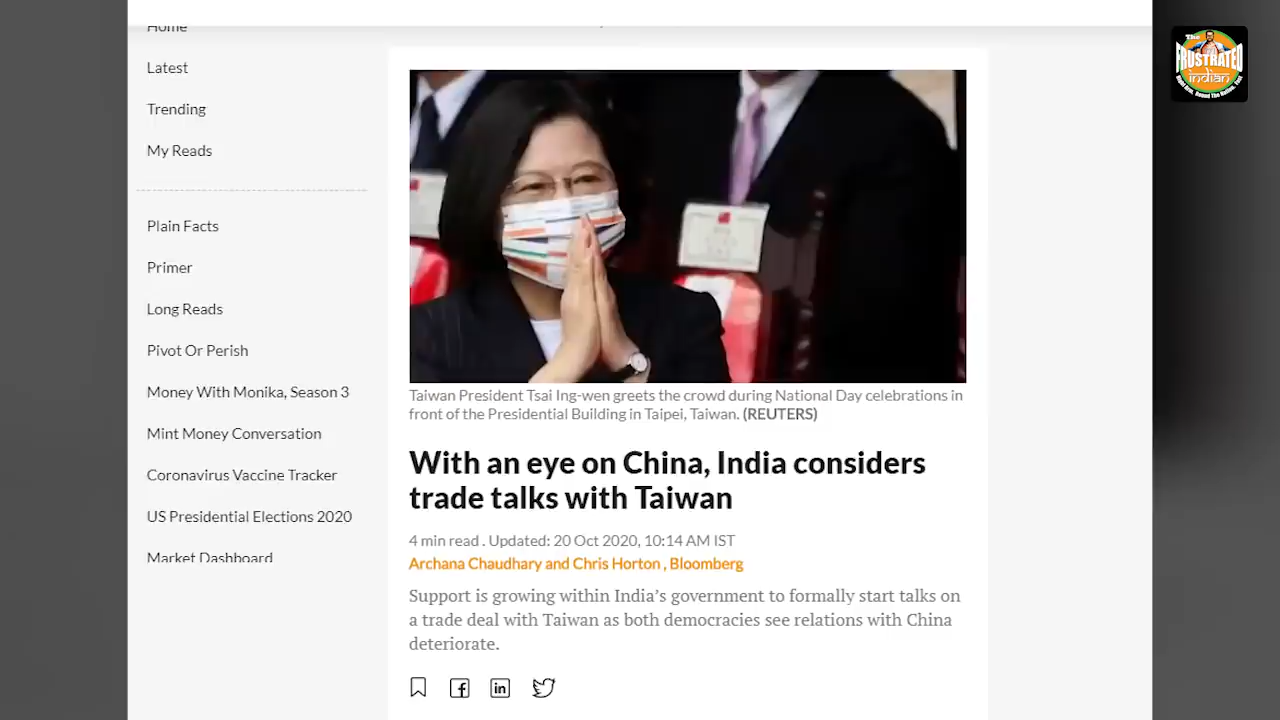 Home
Latest
Trending
My Reads
Plain Facts
Primer
Long Reads
Pivot Or Perish
Money With Monika, Season 3
Mint Money Conversation
Coronavirus Vaccine Tracker
US Presidential Elections 2020
Market Dashboard
Taiwan President Tsai Ing-wen greets the crowd during National Day celebrations in
front of the Presidential Building in Taipei, Taiwan. (REUTERS)
With an eye on China, India considers
trade talks with Taiwan
4 min read . Updated: 20 Oct 2020, 10:14 AM IST
Archana Chaudhary and Chris Horton , Bloomberg
Support is growing within India’s government to formally start talks on
a trade deal with Taiwan as both democracies see relations with China
deteriorate.
The
FRUSTRATED
indian